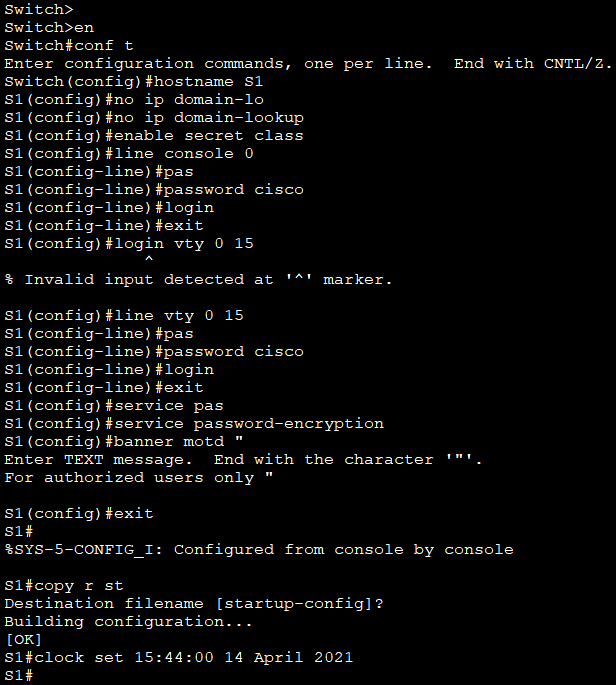 Switch>
Switch>en
Switch#conf t
Enter configuration commands, one per line.  End with CNTL/Z.
Switch(config)#hostname S1
S1(config)#no ip domain-lo
S1(config)#no ip domain-lookup
S1(config)#enable secret class
S1(config)#line console 0
S1(config-line)#pas
S1(config-line)#password cisco
S1(config-line)#login
S1(config-line)#exit
S1(config)#login vty 0 15
^
% Invalid input detected at '^' marker.
S1(config)#line vty 0 15
S1(config-line)#pas
S1(config-line)#password cisco
S1(config-line)#login
S1(config-line)#exit
S1(config)#service pas
S1(config)#service password-encryption
S1(config)#banner motd "
Enter TEXT message.  End with the character '"'.
For authorized users only "
S1(config)#exit
S1#
%SYS-5-CONFIG_I: Configured from console by console
S1#copy r st
Destination filename [startup-config]?
Building configuration...
[OK]
S1#clock set 15:44:00 14 April 2021
S1#